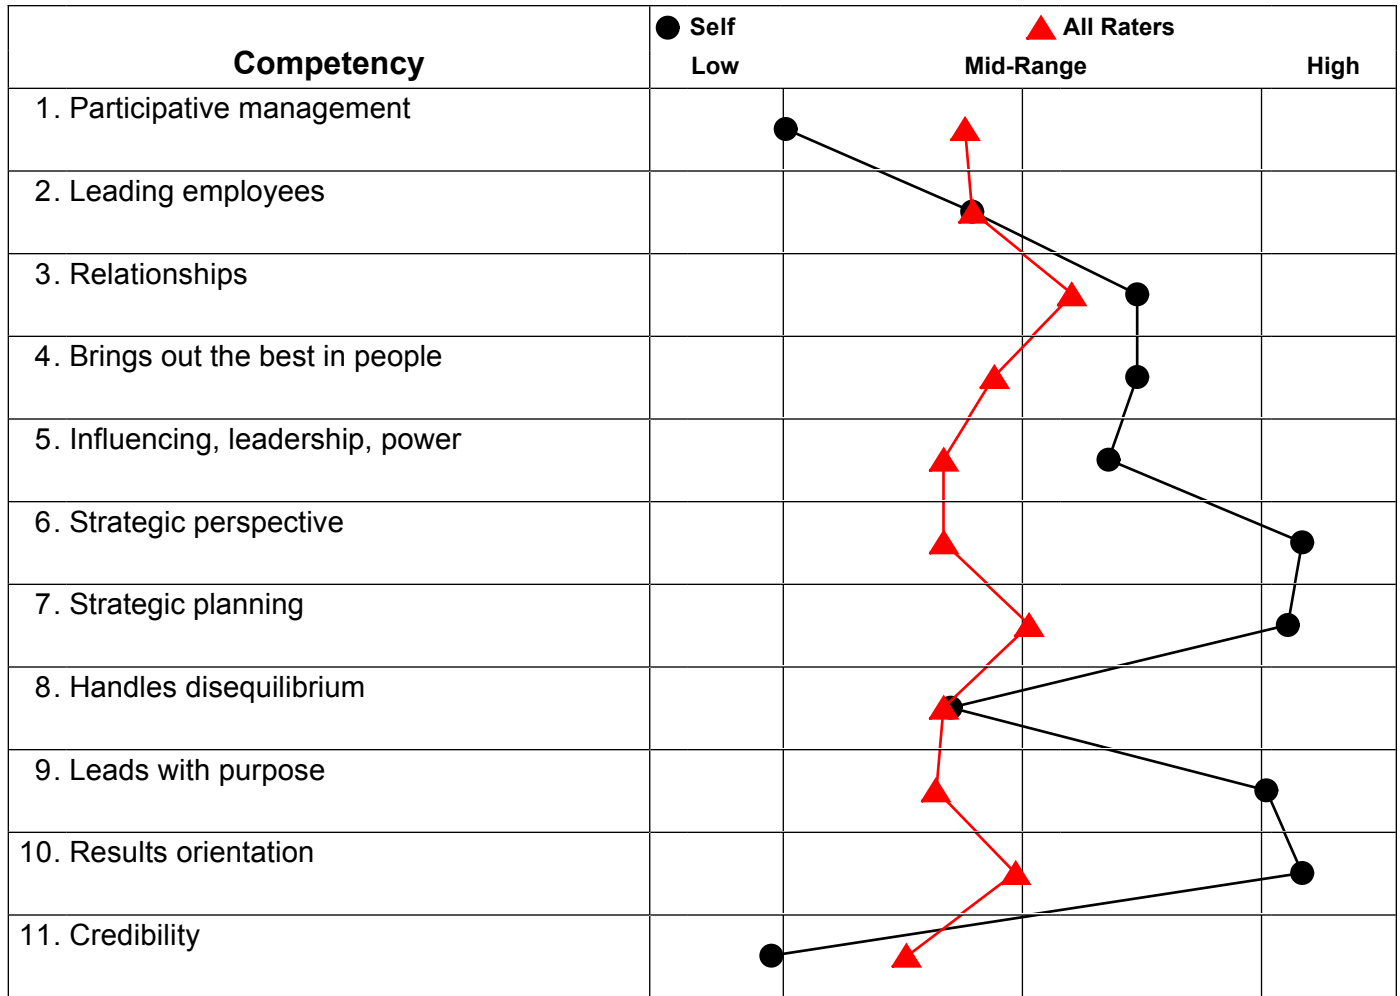 Self All Raters
Competency Low Mid-Range High
1. Participative management
2. Leading employees
3. Relationships
4. Brings out the best in people
5. Influencing, leadership, power
6. Strategic perspective
7. Strategic planning
8. Handles disequilibrium
9. Leads with purpose
10. Results orientation
11. Credibility